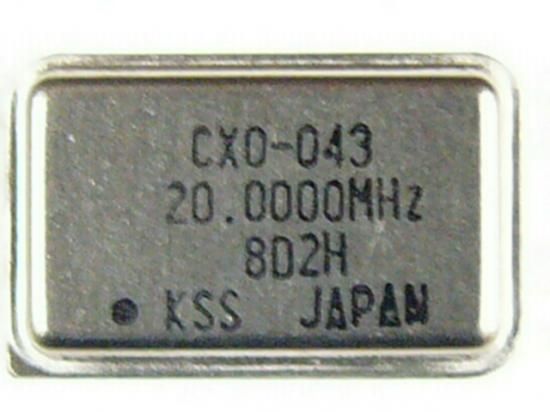 CXO-043
20.0000MHz
8D2H
KSS JAPAN